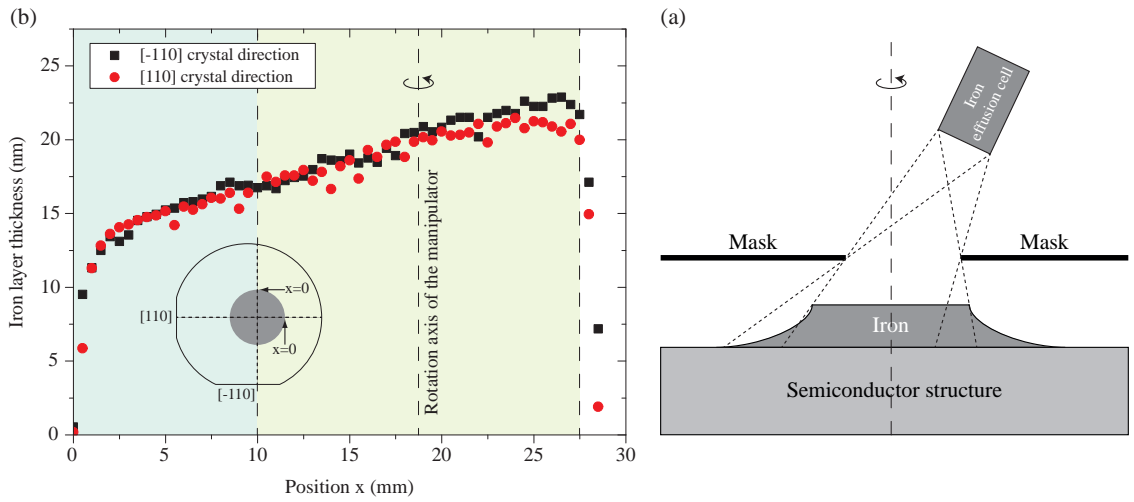 (b)
25
20
15
10
5
0
Iron layer thickness (nm)
[-110] crystal direction
[110] crystal direction
Rotation axis of the manipulator
x=0
[110]
x=0
[-110]
0
5
10
15
20
25
30
Position x (mm)
(a)
Iron
effusion cell
Mask
Mask
Iron
Semiconductor structure